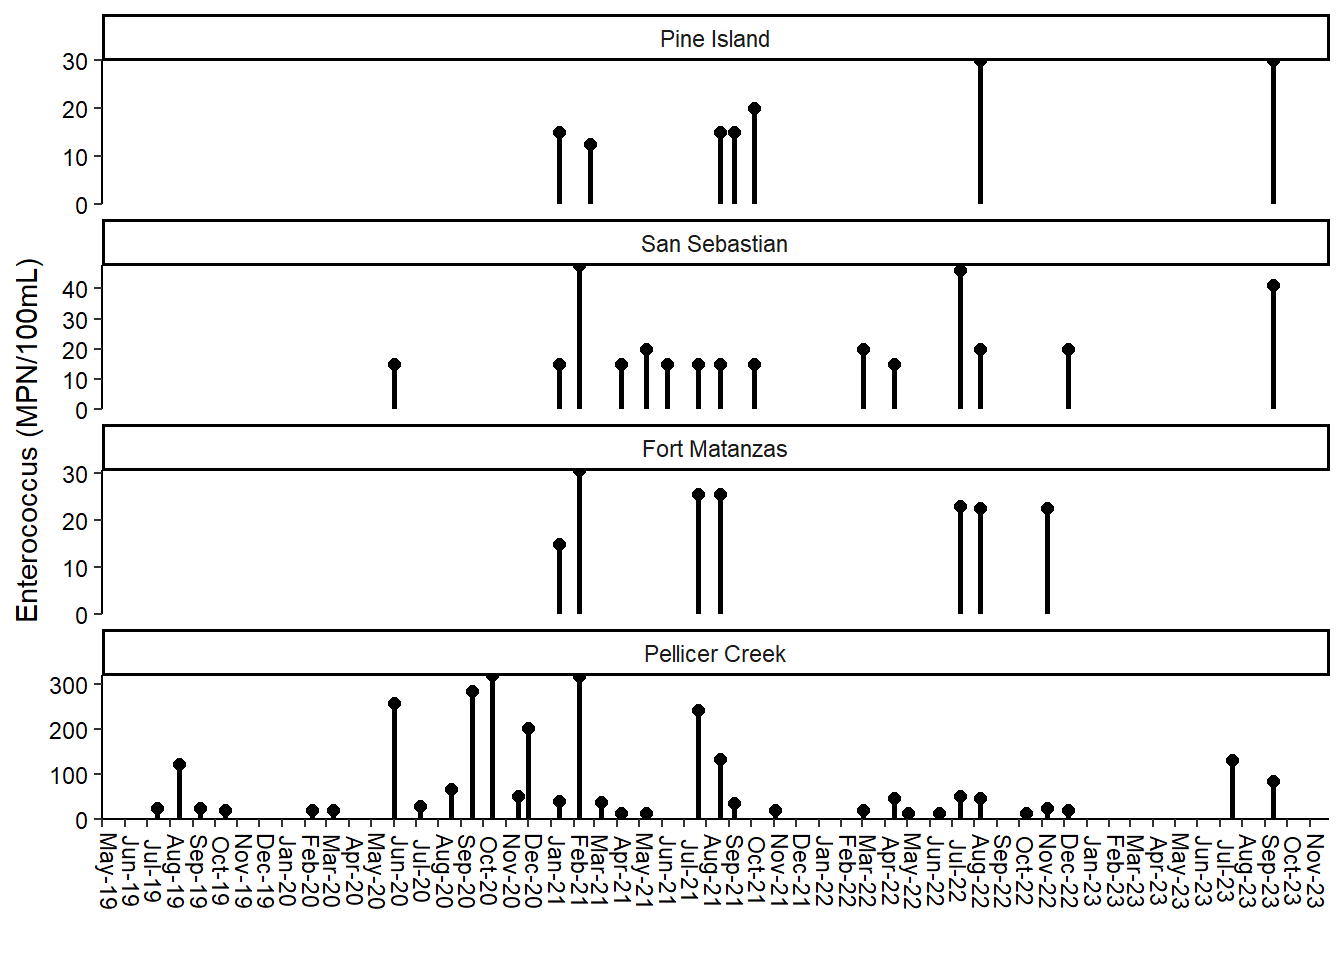 Pine Island
30
20
10
0
San Sebastian
40
30
20
10
0
Enterococcus (MPN/100mL)
Fort Matanzas
30
20
10
0
Pellicer Creek
300
200
100
0
May-19
Jun-19
Jul-19
Aug-19
Sep-19
Oct-19
Nov-19
Dec-19
Jan-20
Feb-20
Mar-20
Apr-20
May-20
Jun-20
Jul-20
Aug-20
Sep-20
Oct-20
Nov-20
Dec-20
Jan-21
Feb-21
Mar-21
Apr-21
May-21
Jun-21
Jul-21
Aug-21
Sep-21
Oct-21
Nov-21
Dec-21
Jan-22
Feb-22
Mar-22
Apr-22
May-22
Jun-22
Jul-22
Aug-22
Sep-22
Oct-22
Nov-22
Dec-22
Jan-23
Feb-23
Mar-23
Apr-23
May-23
Jun-23
Jul-23
Aug-23
Sep-23
Oct-23
Nov-23